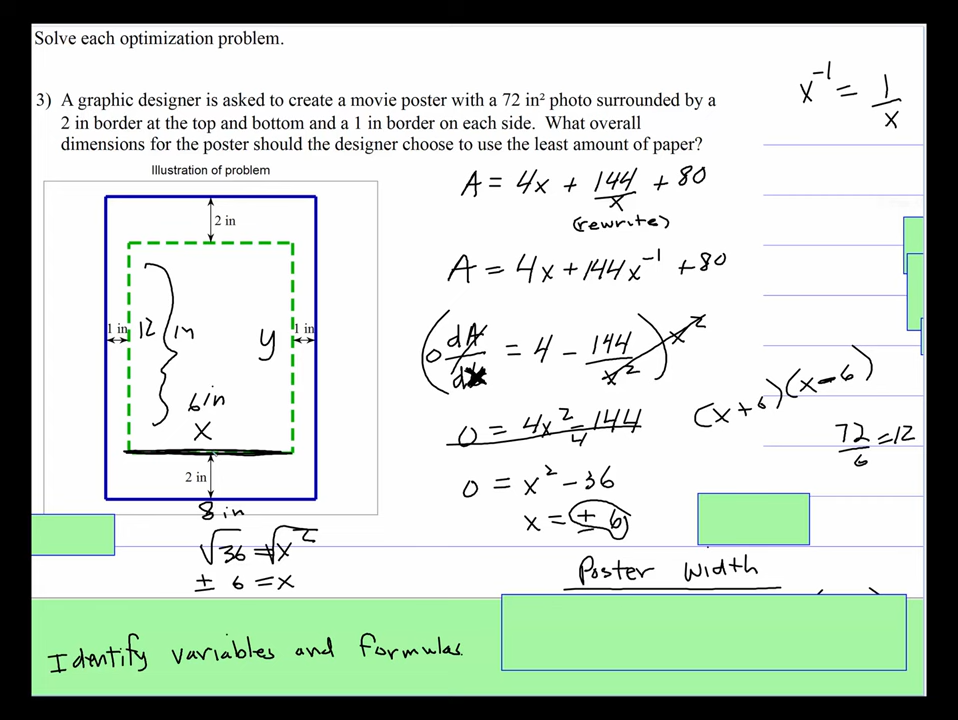 Solve each optimization problem.
3) A graphic designer is asked to create a movie poster with a 72 in² photo surrounded by a
2 in border at the top and bottom and a 1 in border on each side. What overall
dimensions for the poster should the designer choose to use the least amount of paper?
x^-1 = 1/x
Illustration of problem
2 in
1 in
12 in
y
1 in
6 in
x
2 in
8 in
√36 = √x²
± 6 = x
A = 4x + 144/x + 80
(rewrite)
A = 4x + 144x^-1 + 80
(0 dA/dx = 4 - 144/x²) x²
0 = 4x² - 144
4
(x+6)(x-6)
72/6 = 12
0 = x² - 36
x = ± 6
Poster width
Identify variables and formulas.